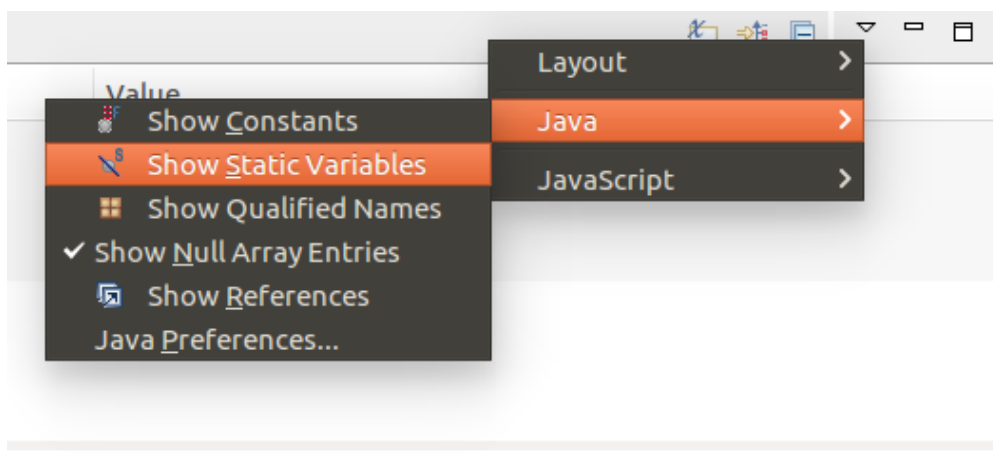 Value
Layout
Java
JavaScript
Show Constants
Show Static Variables
Show Qualified Names
Show Null Array Entries
Show References
Java Preferences...